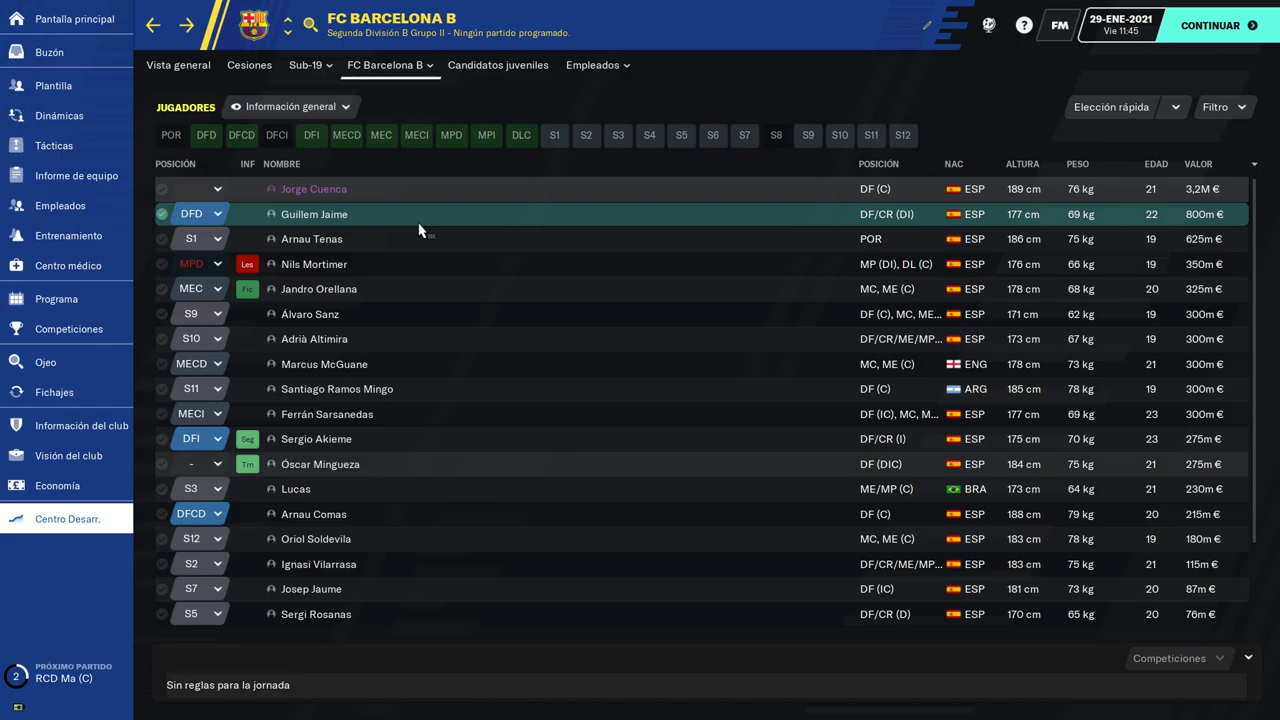 Pantalla principal
Buzón
Plantilla
Dinámicas
Tácticas
Informe de equipo
Empleados
Entrenamiento
Centro médico
Programa
Competiciones
Ojeo
Fichajes
Información del club
Visión del club
Economía
Centro Desarr.
2
PRÓXIMO PARTIDO
RCD Ma (C)
FC BARCELONA B
Segunda División B Grupo II - Ningún partido programado.
?
FM
29-ENE-2021
Vie 11:45
CONTINUAR
Vista general Cesiones Sub-19 FC Barcelona B Candidatos juveniles Empleados
JUGADORES Información general Elección rápida Filtro
POR DFD DFCD DFCI DFI MECD MEC MECI MPD MPI DLC S1 S2 S3 S4 S5 S6 S7 S8 S9 S10 S11 S12
POSICIÓN INF NOMBRE POSICIÓN NAC ALTURA PESO EDAD VALOR
Jorge Cuenca DF (C) ESP 189 cm 76 kg 21 3,2M €
DFD Guillem Jaime DF/CR (DI) ESP 177 cm 69 kg 22 800m €
S1 Arnau Tenas POR ESP 186 cm 75 kg 19 625m €
MPD Les Nils Mortimer MP (DI), DL (C) ESP 176 cm 66 kg 19 350m €
MEC Fic Jandro Orellana MC, ME (C) ESP 178 cm 68 kg 20 325m €
S9 Álvaro Sanz DF (C), MC, ME... ESP 171 cm 62 kg 19 300m €
S10 Adrià Altimira DF/CR/ME/MP... ESP 173 cm 67 kg 19 300m €
MECD Marcus McGuane MC, ME (C) ENG 178 cm 73 kg 21 300m €
S11 Santiago Ramos Mingo DF (C) ARG 185 cm 78 kg 19 300m €
MECI Ferrán Sarsanedas DF (IC), MC, M... ESP 177 cm 69 kg 23 300m €
DFI Seg Sergio Akieme DF/CR (I) ESP 175 cm 70 kg 23 275m €
- Trn Óscar Mingueza DF (DIC) ESP 184 cm 75 kg 21 275m €
S3 Lucas ME/MP (C) BRA 173 cm 64 kg 21 230m €
DFCD Arnau Comas DF (C) ESP 188 cm 79 kg 20 215m €
S12 Oriol Soldevila MC, ME (C) ESP 183 cm 78 kg 19 180m €
S2 Ignasi Vilarrasa DF/CR/ME/MP... ESP 183 cm 75 kg 21 115m €
S7 Josep Jaume DF (IC) ESP 181 cm 73 kg 20 87m €
S5 Sergi Rosanas DF/CR (D) ESP 170 cm 65 kg 20 76m €
Competiciones
Sin reglas para la jornada